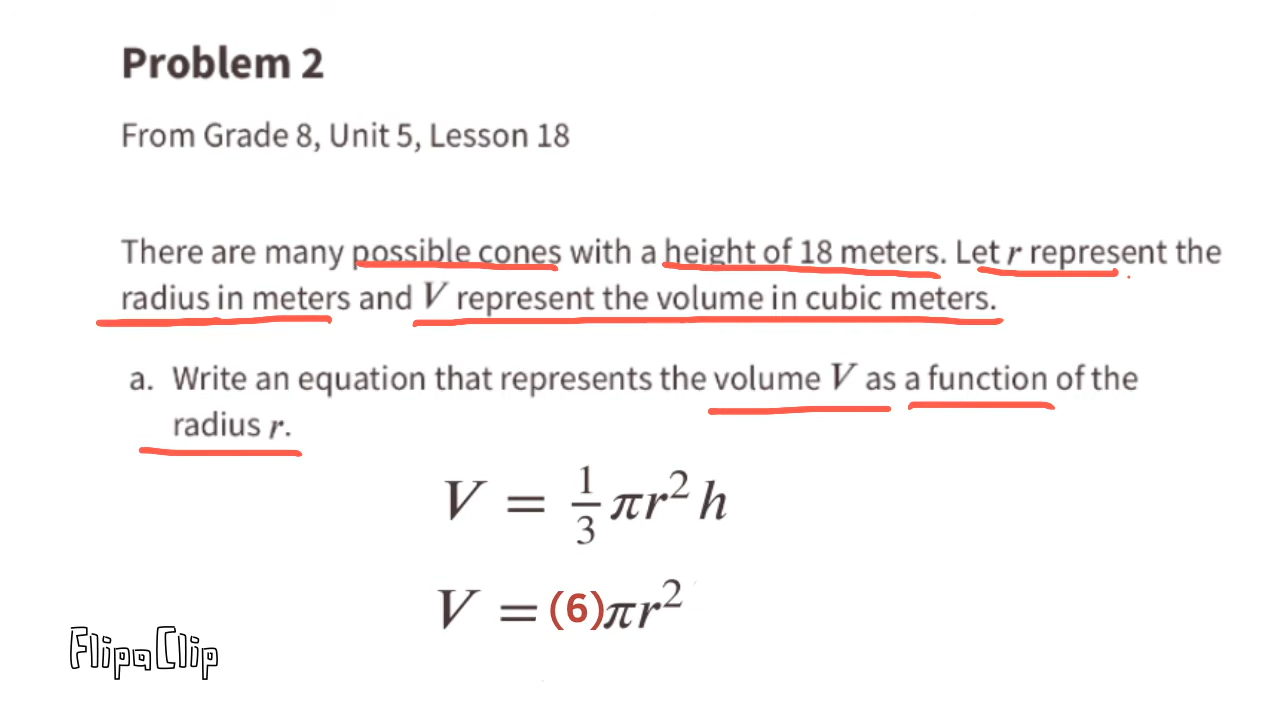 Problem 2
From Grade 8, Unit 5, Lesson 18
There are many possible cones with a height of 18 meters. Let r represent the
radius in meters and V represent the volume in cubic meters.
a. Write an equation that represents the volume V as a function of the
radius r.
V = 1/3 πr² h
V = (6)πr²
FlipaClip